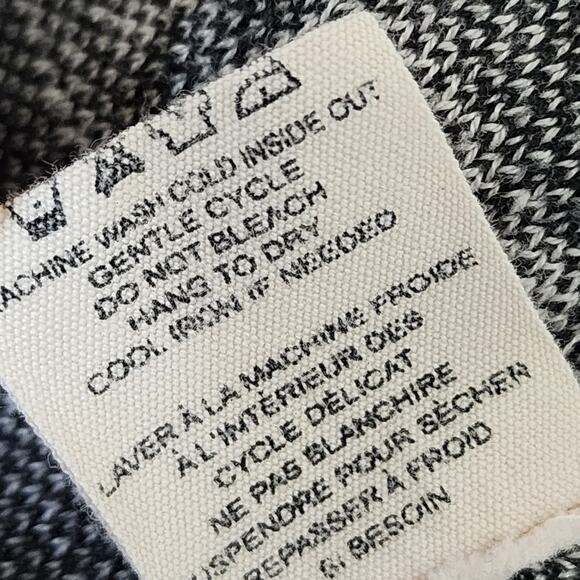 MACHINE WASH COLD INSIDE OUT
GENTLE CYCLE
DO NOT BLEACH
HANG TO DRY
COOL IRON IF NEEDED
LAVER À LA MACHINE FROIDE
À L'INTÉRIEUR DES
CYCLE DÉLICAT
NE PAS BLANCHIRE
USPENDRE POUR SÈCHER
REPASSER À FROID
SI BESOIN